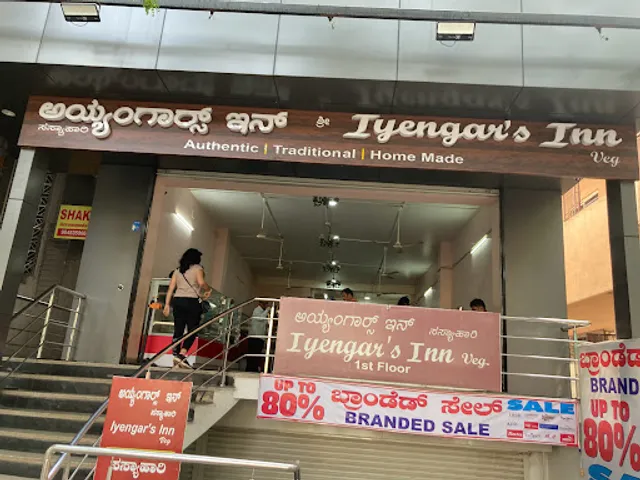 ಅಯ್ಯಂಗಾರ್ಸ್ ಇನ್
ಸಸ್ಯಾಹಾರಿ
ಶ್ರೀ
Iyengar's Inn
Veg
Authentic | Traditional | Home Made
SHAK
ಅಯ್ಯಂಗಾರ್ಸ್ ಇನ್ ಸಸ್ಯಾಹಾರಿ
Iyengar's Inn Veg.
1st Floor
ಅಯ್ಯಂಗಾರ್ಸ್ ಇನ್
ಸಸ್ಯಾಹಾರಿ
Iyengar's Inn
Veg
ಸಸ್ಯಾಹಾರಿ
UP TO
80% ಬ್ರಾಂಡೆಡ್ ಸೇಲ್ SALE
BRANDED SALE
ಬ್ರಾಂಡೆಡ್
BRAND
UP TO
80%
SALE